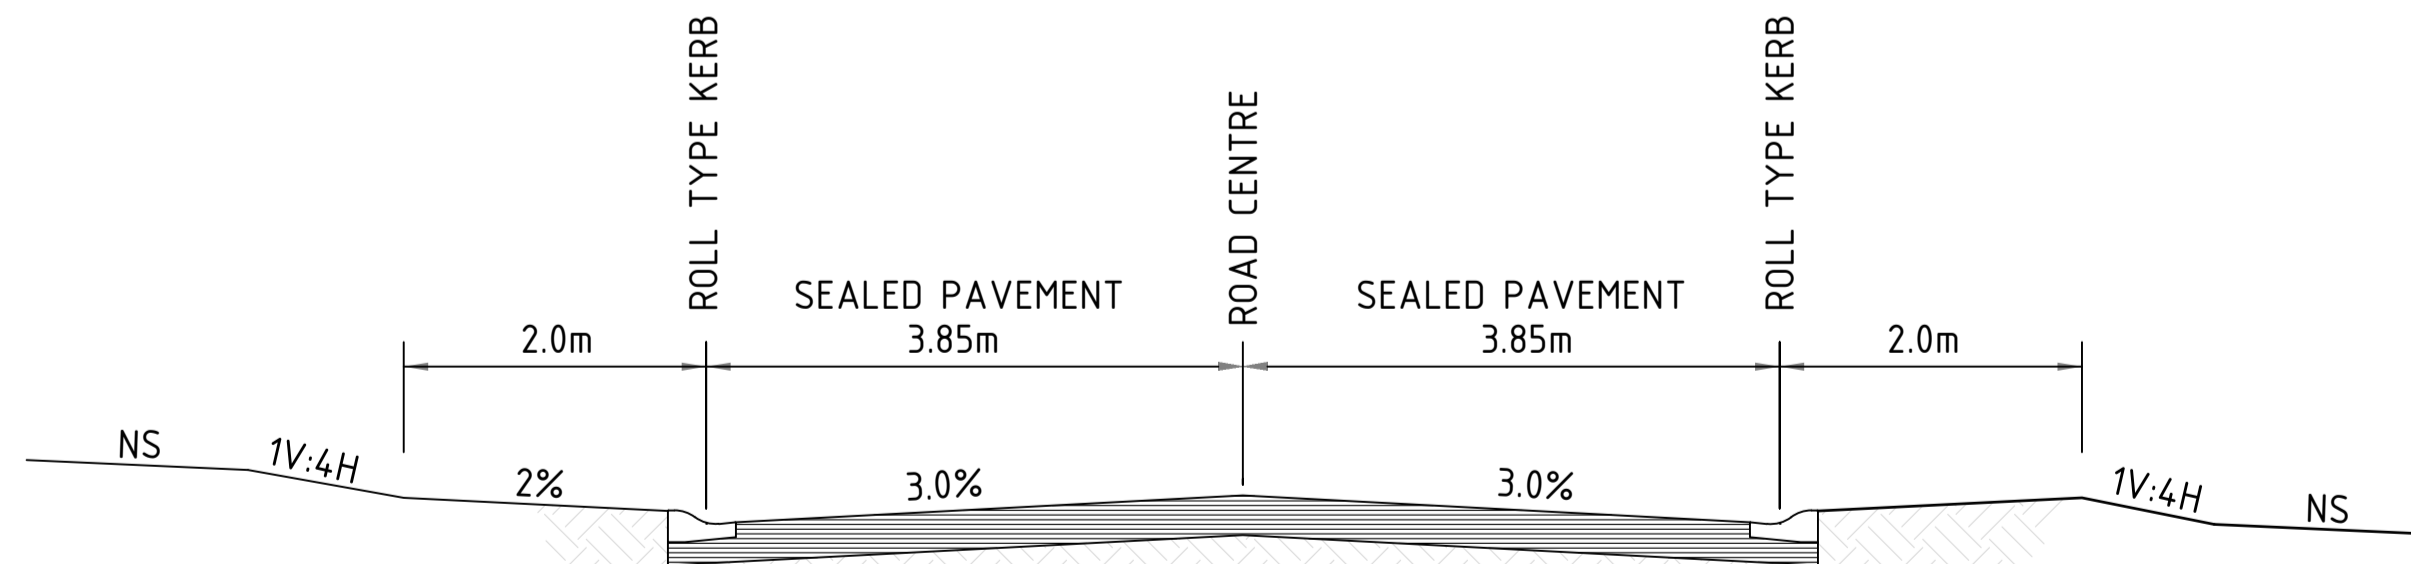 ROLL TYPE KERB
ROAD CENTRE
ROLL TYPE KERB
SEALED PAVEMENT
SEALED PAVEMENT
2.0m
3.85m
3.85m
2.0m
NS
1V:4H
2%
3.0%
3.0%
1V:4H
NS